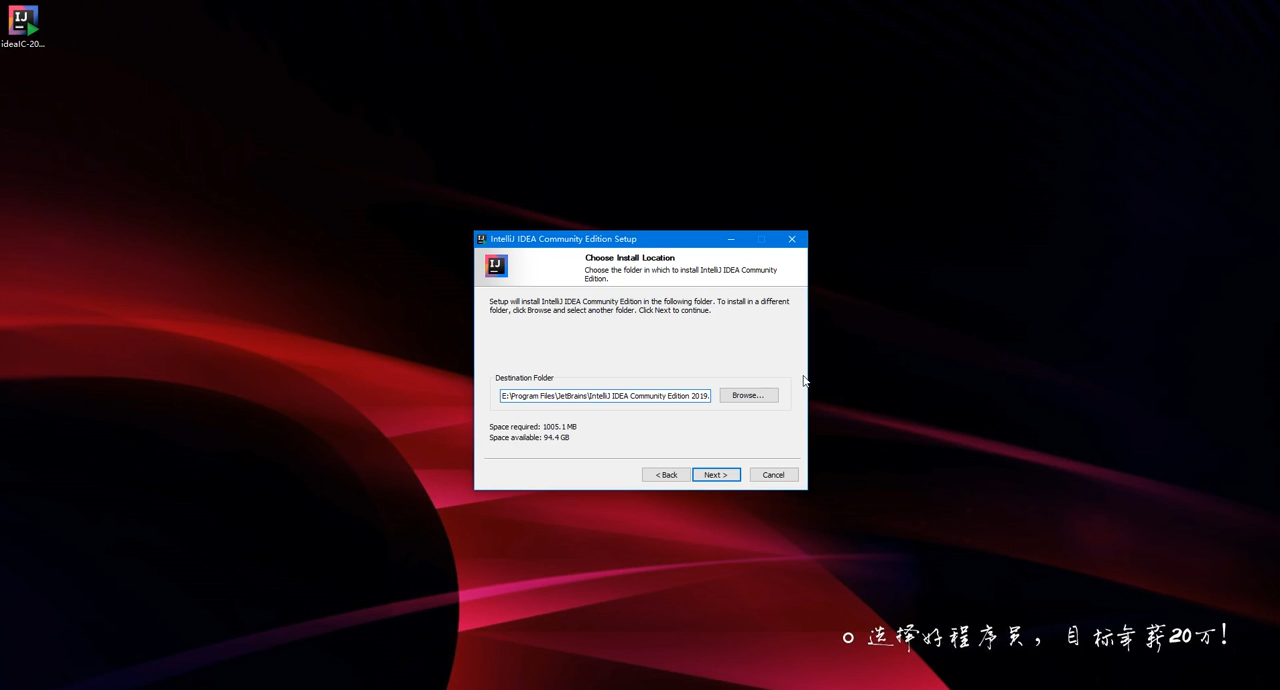 IJ
ideaIC-20...
IntelliJ IDEA Community Edition Setup
IJ
Choose Install Location
Choose the folder in which to install IntelliJ IDEA Community
Edition.
Setup will install IntelliJ IDEA Community Edition in the following folder. To install in a different
folder, click Browse and select another folder. Click Next to continue.
Destination Folder
E:\Program Files\JetBrains\IntelliJ IDEA Community Edition 2019.
Browse...
Space required: 1005.1 MB
Space available: 94.4 GB
< Back
Next >
Cancel
选择好程序员，目标年薪20万！